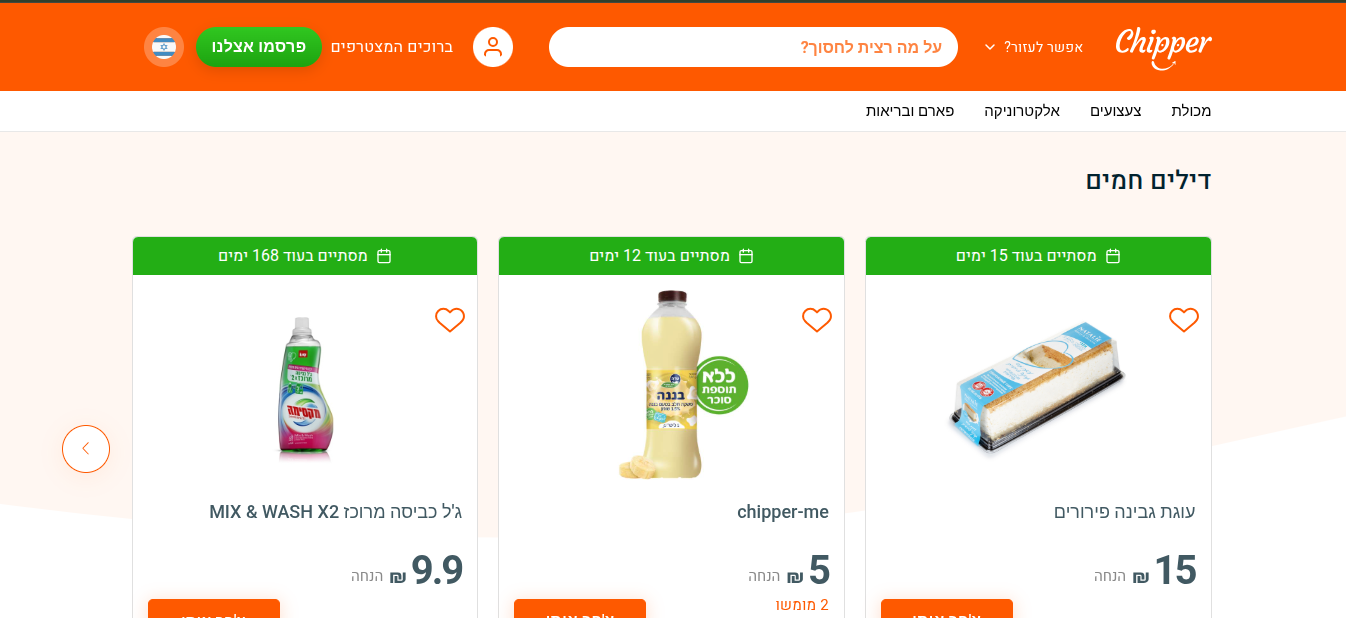 Chipper
אפשר לעזור?
על מה רצית לחסוך?
ברוכים המצטרפים
פרסמו אצלנו
מכולת
צעצועים
אלקטרוניקה
פארם ובריאות
דילים חמים
מסתיים בעוד 15 ימים
עוגת גבינה פירורים
15 ₪ הנחה
מסתיים בעוד 12 ימים
ללא
תוספת
סוכר
בננה
chipper-me
5 ₪ הנחה
2 מומשו
מסתיים בעוד 168 ימים
מקסימה
ג'ל כביסה מרוכז MIX & WASH X2
9.9 ₪ הנחה